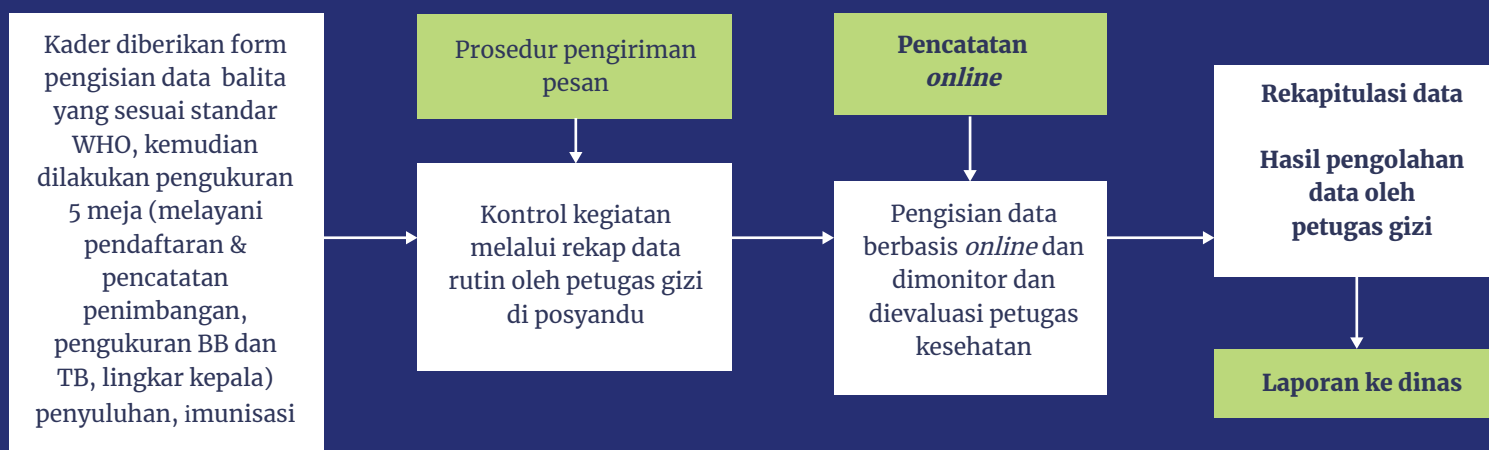 Kader diberikan form
pengisian data balita
yang sesuai standar
WHO, kemudian
dilakukan pengukuran
5 meja (melayani
pendaftaran &
pencatatan
penimbangan,
pengukuran BB dan
TB, lingkar kepala)
penyuluhan, imunisasi
Prosedur pengiriman
pesan
Kontrol kegiatan
melalui rekap data
rutin oleh petugas gizi
di posyandu
Pencatatan
online
Pengisian data
berbasis online dan
dimonitor dan
dievaluasi petugas
kesehatan
Rekapitulasi data
Hasil pengolahan
data oleh
petugas gizi
Laporan ke dinas